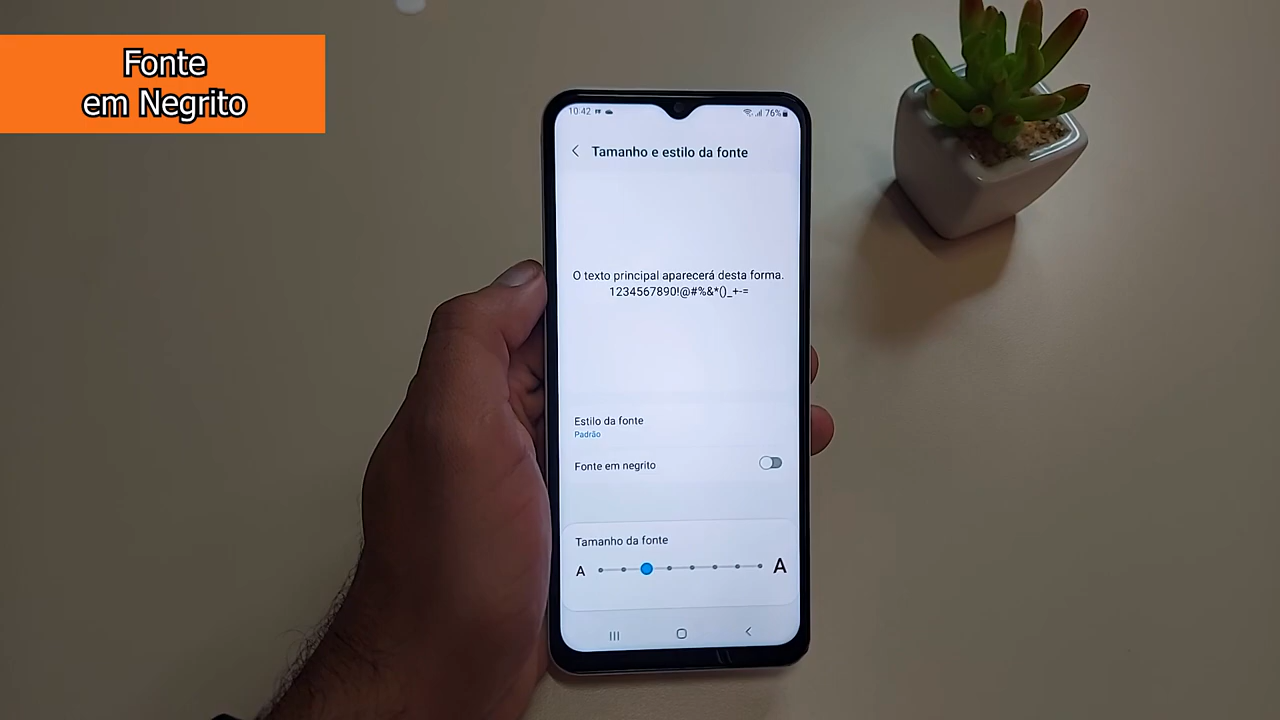 Fonte
em Negrito
10:42
76%
Tamanho e estilo da fonte
O texto principal aparecerá desta forma.
1234567890!@#%&*()_+-=
Estilo da fonte
Padrão
Fonte em negrito
Tamanho da fonte
A A